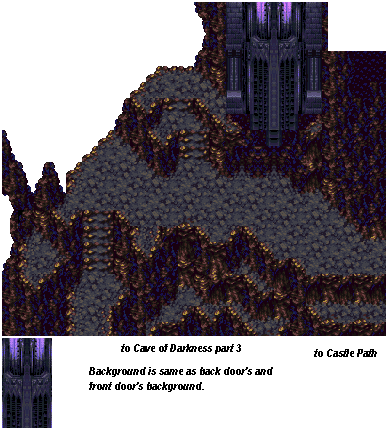 to Cave of Darkness part 3
to Castle Path
Background is same as back door's and
front door's background.